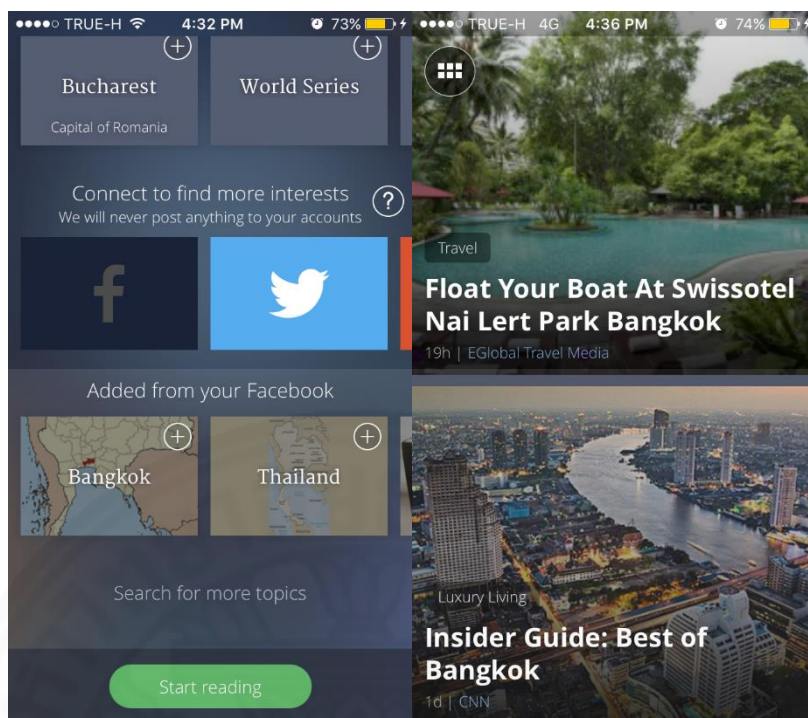 TRUE-H 4:32 PM 73%
Bucharest
Capital of Romania
World Series
Connect to find more interests
We will never post anything to your accounts
?
f
Added from your Facebook
Bangkok
Thailand
Search for more topics
Start reading
TRUE-H 4G 4:36 PM 74%
Travel
Float Your Boat At Swissotel
Nai Lert Park Bangkok
19h | EGlobal Travel Media
Luxury Living
Insider Guide: Best of
Bangkok
1d | CNN